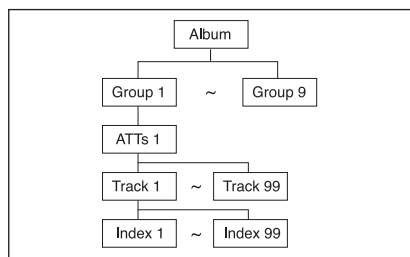 Album
Group 1 ~ Group 9
ATTs 1
Track 1 ~ Track 99
Index 1 ~ Index 99